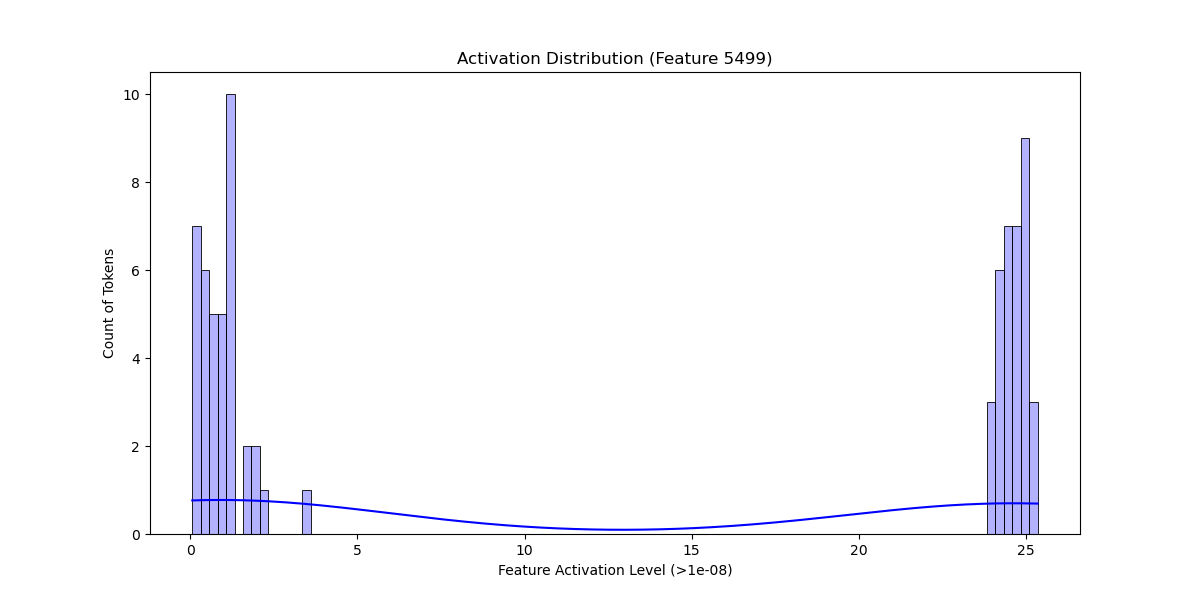 Activation Distribution (Feature 5499)
10
8
6
4
2
0
Count of Tokens
0 5 10 15 20 25
Feature Activation Level (>1e-08)